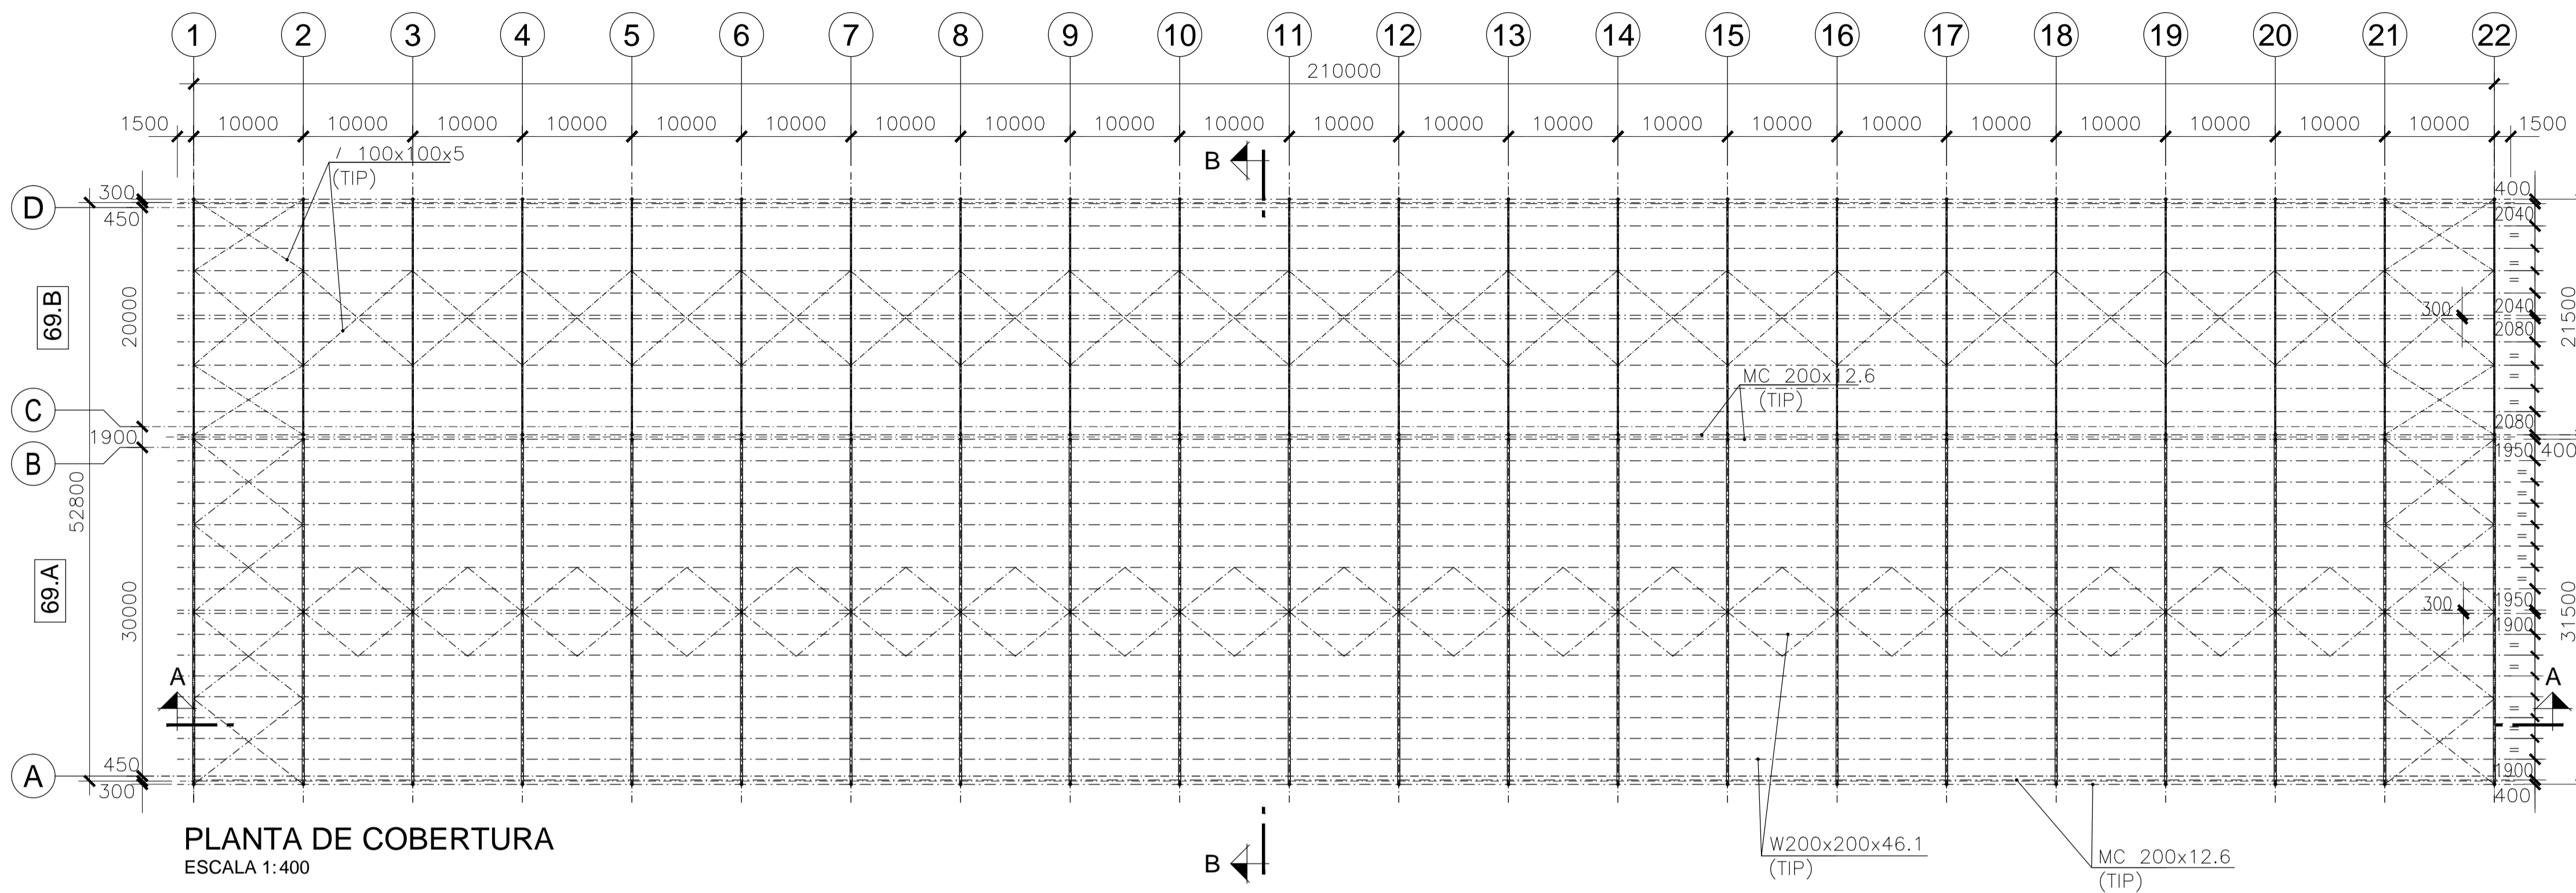 1 2 3 4 5 6 7 8 9 10 11 12 13 14 15 16 17 18 19 20 21 22
210000
1500 10000 10000 10000 10000 10000 10000 10000 10000 10000 10000 10000 10000 10000 10000 10000 10000 10000 10000 10000 10000 10000 1500
/ 100x100x5
(TIP)
B
D
300
450
400
2040
=
=
=
69.B
20000
300
2040
2080
21500
=
=
=
MC 200x12.6
(TIP)
C
1900
B
2080
1950
400
=
=
=
=
=
=
52800
69.A
30000
300
1950
1900
31500
=
=
=
=
=
=
A
A
A
450
300
1900
400
PLANTA DE COBERTURA
ESCALA 1:400
B
W200x200x46.1
(TIP)
MC 200x12.6
(TIP)